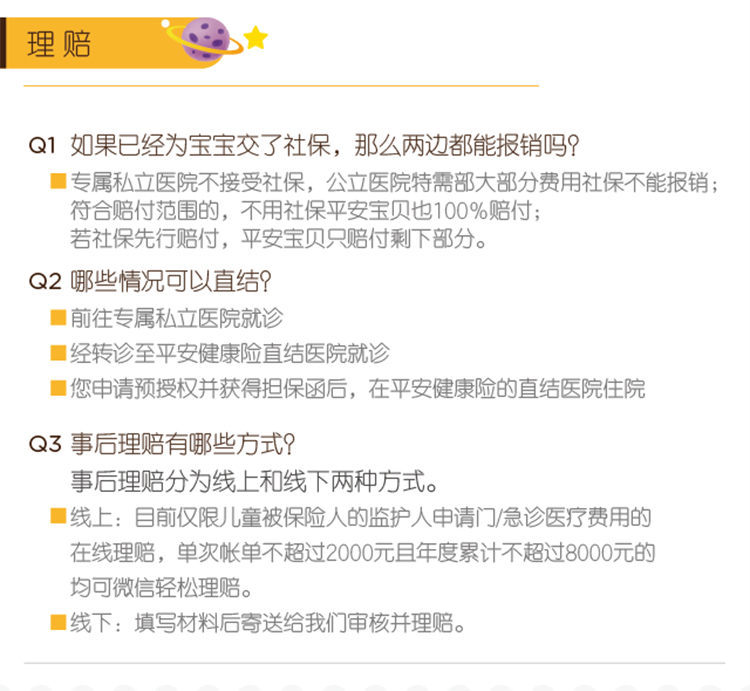 理赔
Q1 如果已经为宝宝交了社保，那么两边都能报销吗？
专属私立医院不接受社保，公立医院特需部大部分费用社保不能报销；
符合赔付范围的，不用社保平安宝贝也100%赔付；
若社保先行赔付，平安宝贝只赔付剩下部分。
Q2 哪些情况可以直结？
前往专属私立医院就诊
经转诊至平安健康险直结医院就诊
您申请预授权并获得担保函后，在平安健康险的直结医院住院
Q3 事后理赔有哪些方式？
事后理赔分为线上和线下两种方式。
线上：目前仅限儿童被保险人的监护人申请门/急诊医疗费用的
在线理赔，单次帐单不超过2000元且年度累计不超过8000元的
均可微信轻松理赔。
线下：填写材料后寄送给我们审核并理赔。